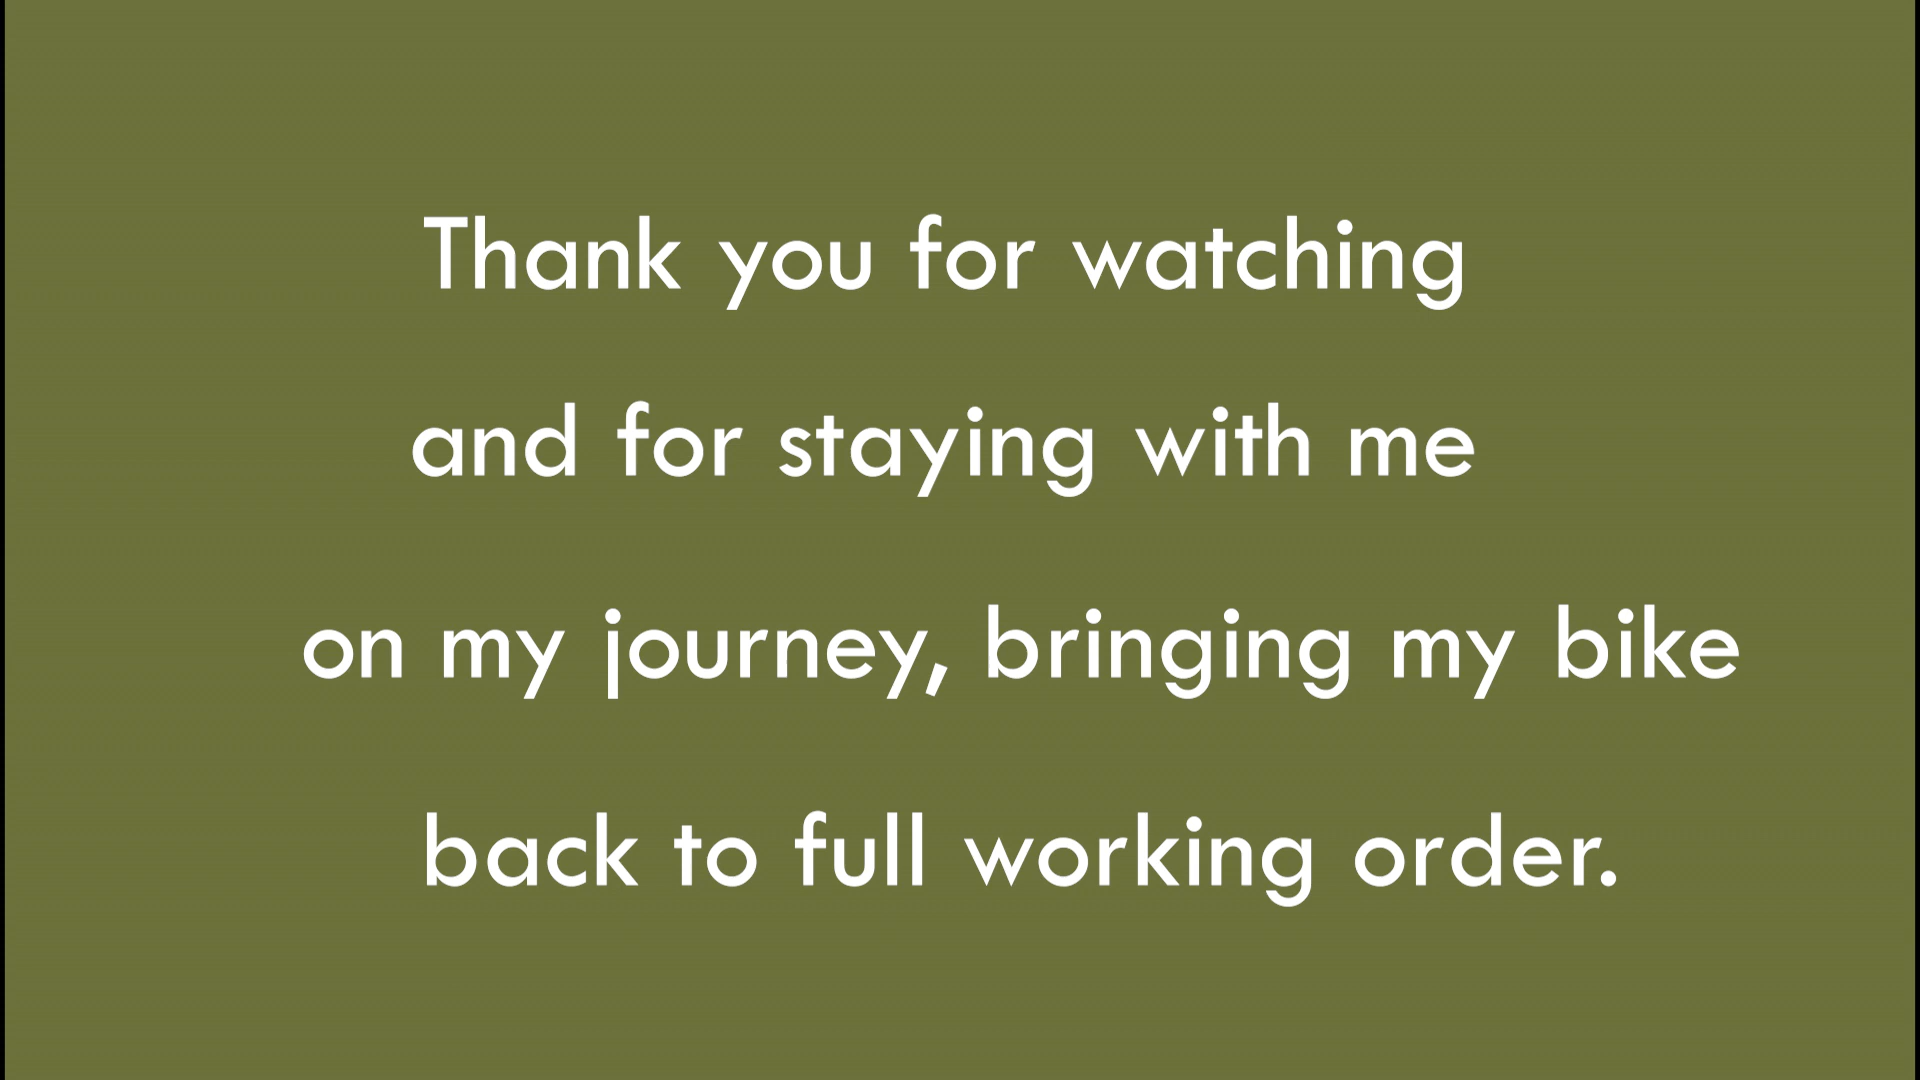 Thank you for watching
and for staying with me
on my journey, bringing my bike
back to full working order.